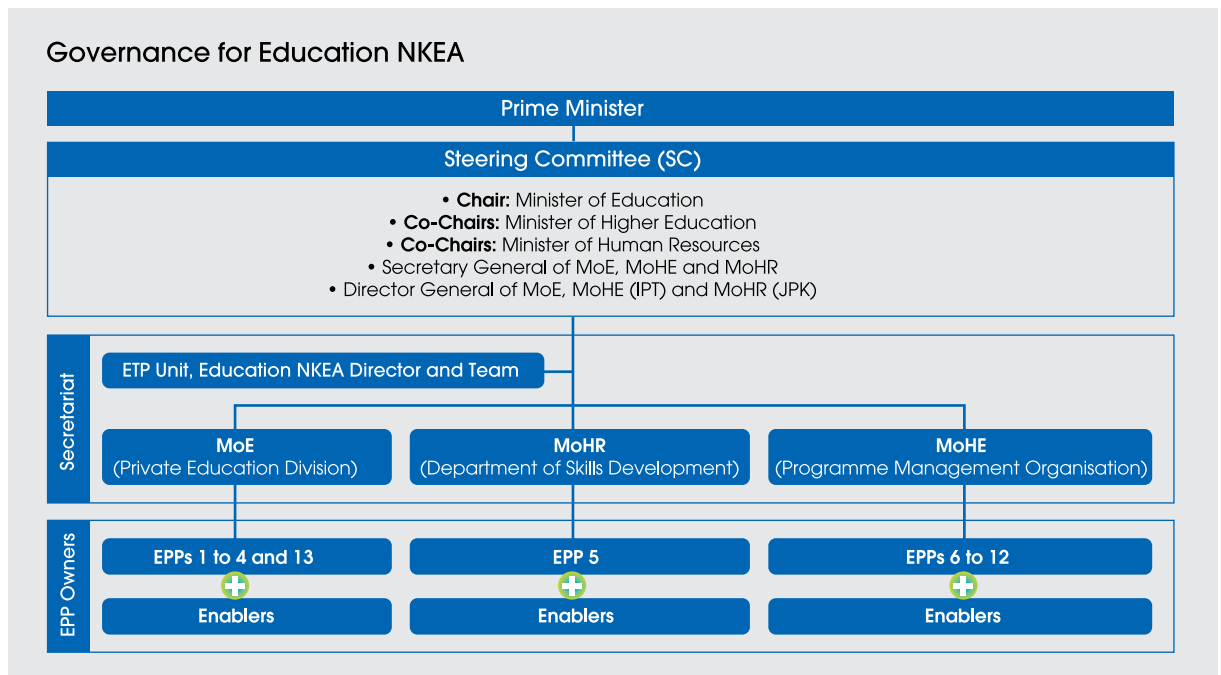 Governance for Education NKEA
Prime Minister
Steering Committee (SC)
• Chair: Minister of Education
• Co-Chairs: Minister of Higher Education
• Co-Chairs: Minister of Human Resources
• Secretary General of MoE, MoHE and MoHR
• Director General of MoE, MoHE (IPT) and MoHR (JPK)
Secretariat
ETP Unit, Education NKEA Director and Team
MoE
(Private Education Division)
MoHR
(Department of Skills Development)
MoHE
(Programme Management Organisation)
EPP Owners
EPPs 1 to 4 and 13
EPP 5
EPPs 6 to 12
Enablers
Enablers
Enablers